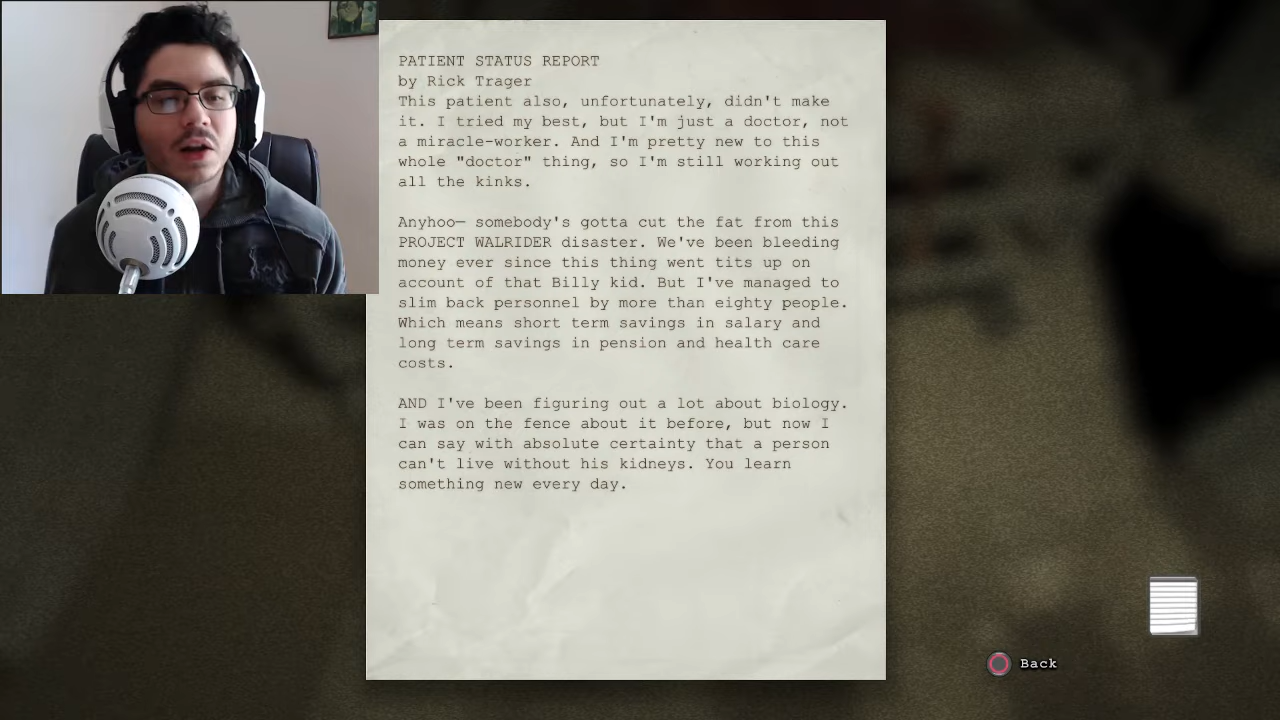 PATIENT STATUS REPORT
by Rick Trager
This patient also, unfortunately, didn't make
it. I tried my best, but I'm just a doctor, not
a miracle-worker. And I'm pretty new to this
whole "doctor" thing, so I'm still working out
all the kinks.
Anyhoo— somebody's gotta cut the fat from this
PROJECT WALRIDER disaster. We've been bleeding
money ever since this thing went tits up on
account of that Billy kid. But I've managed to
slim back personnel by more than eighty people.
Which means short term savings in salary and
long term savings in pension and health care
costs.
AND I've been figuring out a lot about biology.
I was on the fence about it before, but now I
can say with absolute certainty that a person
can't live without his kidneys. You learn
something new every day.
Back